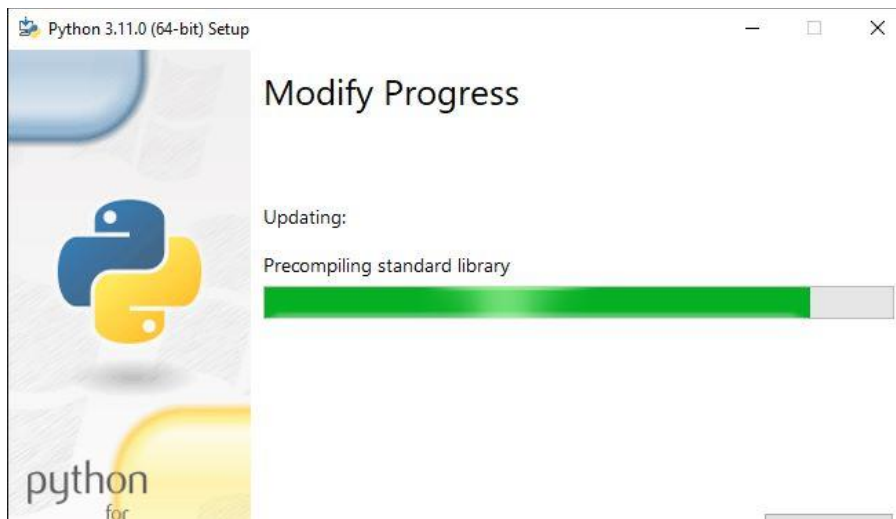 Python 3.11.0 (64-bit) Setup
Modify Progress
Updating:
Precompiling standard library
python
for